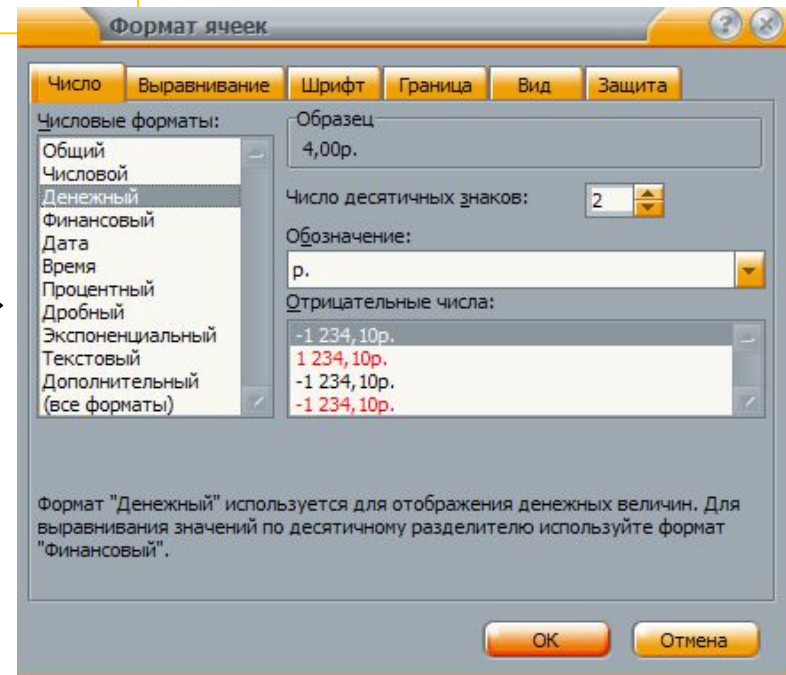 Формат ячеек
Число Выравнивание Шрифт Граница Вид Защита
Числовые форматы:
Общий
Числовой
Денежный
Финансовый
Дата
Время
Процентный
Дробный
Экспоненциальный
Текстовый
Дополнительный
(все форматы)
Образец
4,00р.
Число десятичных знаков: 2
Обозначение:
р.
Отрицательные числа:
-1 234,10р.
1 234,10р.
-1 234,10р.
-1 234,10р.
Формат "Денежный" используется для отображения денежных величин. Для
выравнивания значений по десятичному разделителю используйте формат
"Финансовый".
ОК Отмена